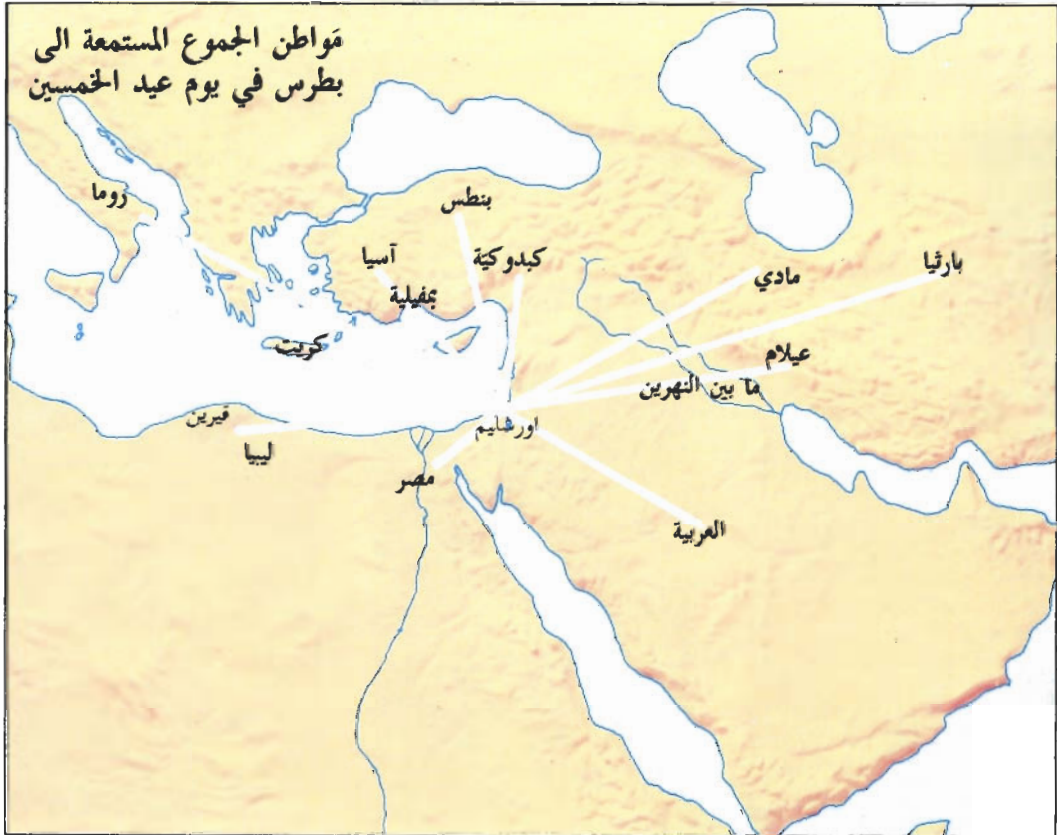 مَواطن الجموع المستمعة الى
بطرس في يوم عيد الخمسين
روما
بنطس
كبدوكيّة
آسيا
بمفيلية
مادي
بارثيا
كريت
عيلام
ما بين النهرين
قيرين
اورشليم
ليبيا
مصر
العربية